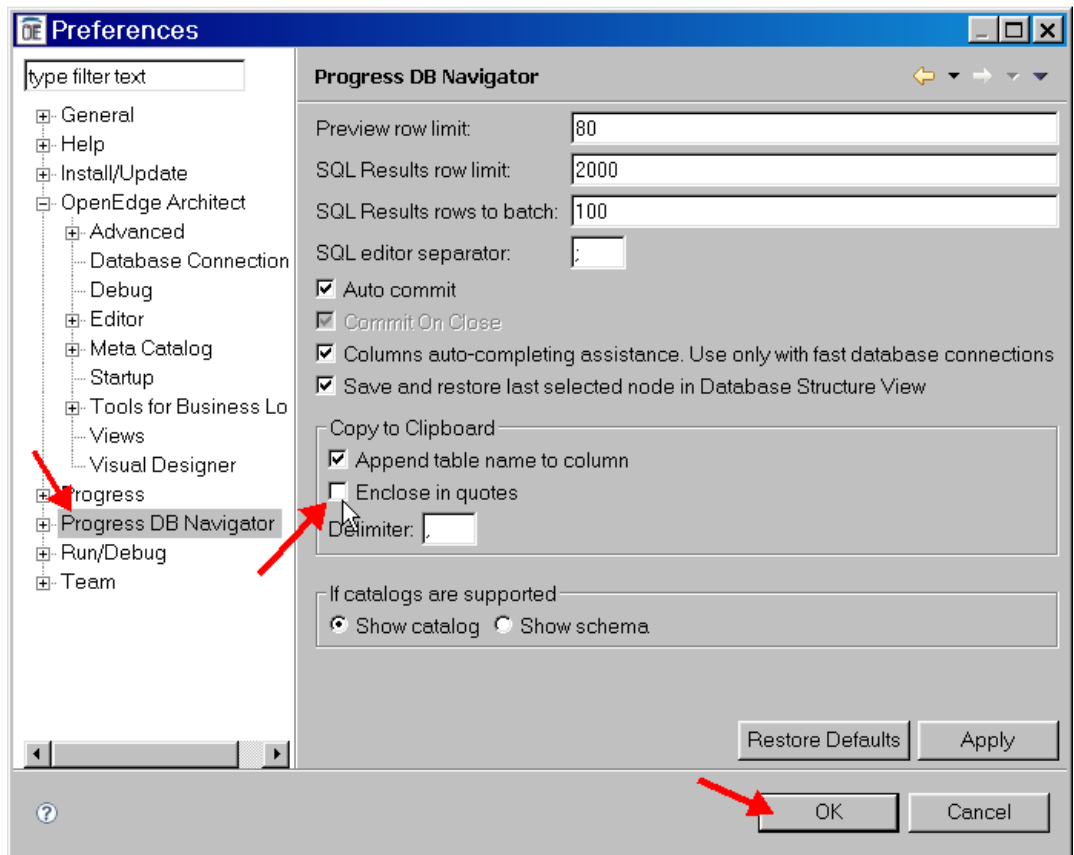 Preferences
type filter text
General
Help
Install/Update
OpenEdge Architect
Advanced
Database Connection
Debug
Editor
Meta Catalog
Startup
Tools for Business Lo
Views
Visual Designer
Progress
Progress DB Navigator
Run/Debug
Team
Progress DB Navigator
Preview row limit: 80
SQL Results row limit: 2000
SQL Results rows to batch: 100
SQL editor separator: ;
Auto commit
Commit On Close
Columns auto-completing assistance. Use only with fast database connections
Save and restore last selected node in Database Structure View
Copy to Clipboard
Append table name to column
Enclose in quotes
Delimiter: ,
If catalogs are supported
Show catalog Show schema
Restore Defaults Apply
OK Cancel